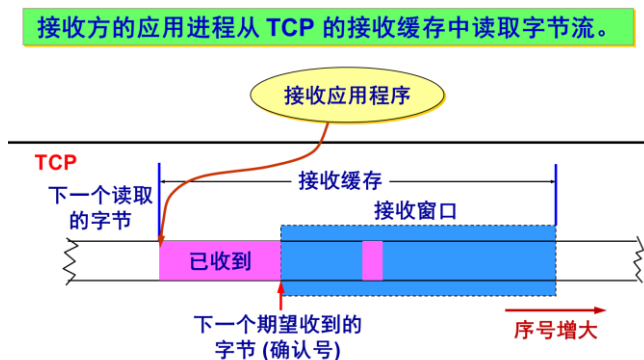 接收方的应用进程从 TCP 的接收缓存中读取字节流。
接收应用程序
TCP
下一个读取
的字节
接收缓存
接收窗口
已收到
下一个期望收到的
字节 (确认号)
序号增大